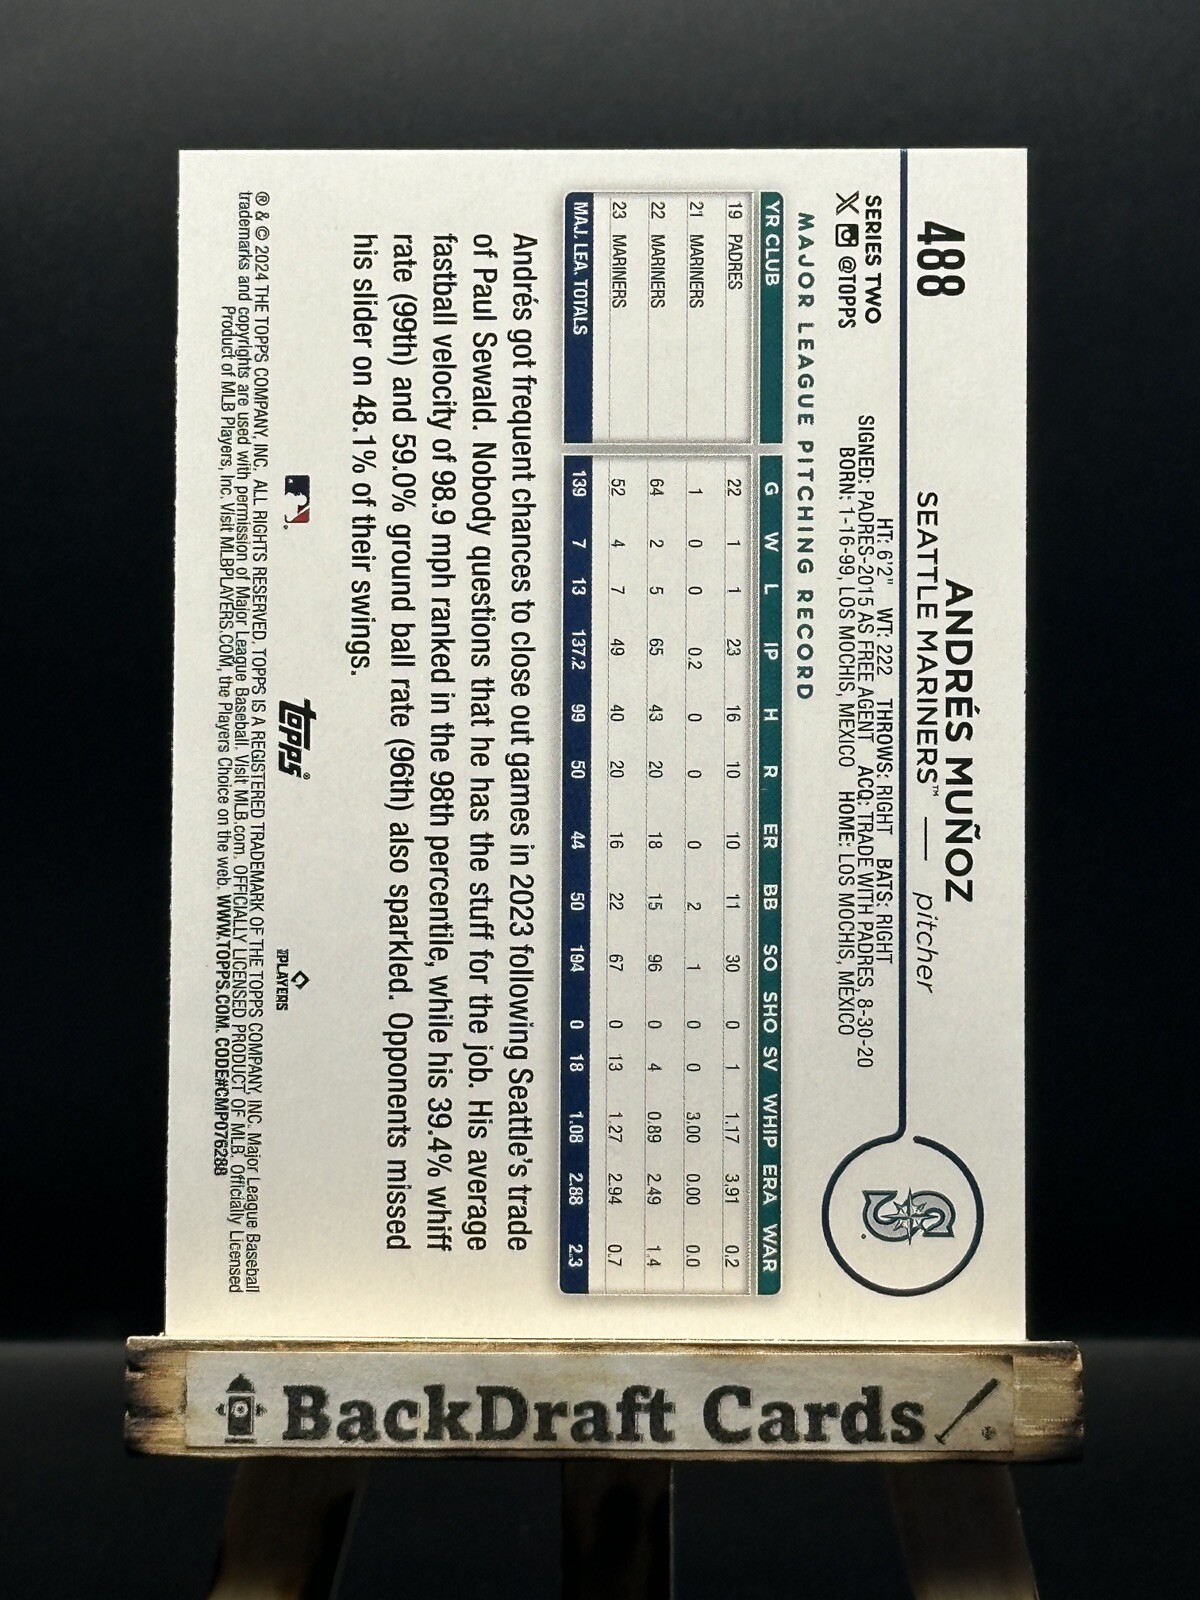 488
ANDRÉS MUÑOZ
SEATTLE MARINERS™ — pitcher
SERIES TWO
@TOPPS
HT: 6'2" WT: 222 THROWS: RIGHT BATS: RIGHT
SIGNED: PADRES-2015 AS FREE AGENT ACQ: TRADE WITH PADRES, 8-30-20
BORN: 1-16-99, LOS MOCHIS, MEXICO HOME: LOS MOCHIS, MEXICO
MAJOR LEAGUE PITCHING RECORD
YR CLUB G W L IP H R ER BB SO SHO SV WHIP ERA WAR
19 PADRES 22 1 1 23 16 10 10 11 30 0 1 1.17 3.91 0.2
21 MARINERS 1 0 0 0.2 0 0 0 2 1 0 0 3.00 0.00 0.0
22 MARINERS 64 2 5 65 43 20 18 15 96 0 4 0.89 2.49 1.4
23 MARINERS 52 4 7 49 40 20 16 22 67 0 13 1.27 2.94 0.7
MAJ. LEA. TOTALS 139 7 13 137.2 99 50 44 50 194 0 18 1.08 2.88 2.3
Andrés got frequent chances to close out games in 2023 following Seattle's trade
of Paul Sewald. Nobody questions that he has the stuff for the job. His average
fastball velocity of 98.9 mph ranked in the 98th percentile, while his 39.4% whiff
rate (99th) and 59.0% ground ball rate (96th) also sparkled. Opponents missed
his slider on 48.1% of their swings.
topps®
PLAYERS
® & © 2024 THE TOPPS COMPANY, INC. ALL RIGHTS RESERVED. TOPPS IS A REGISTERED TRADEMARK OF THE TOPPS COMPANY, INC. Major League Baseball
trademarks and copyrights are used with permission of Major League Baseball. Visit MLB.com. OFFICIALLY LICENSED PRODUCT OF MLB. Officially Licensed
Product of MLB Players, Inc. Visit MLBPLAYERS.COM, the Players Choice on the web. WWW.TOPPS.COM. CODE#CMP076288
BackDraft Cards